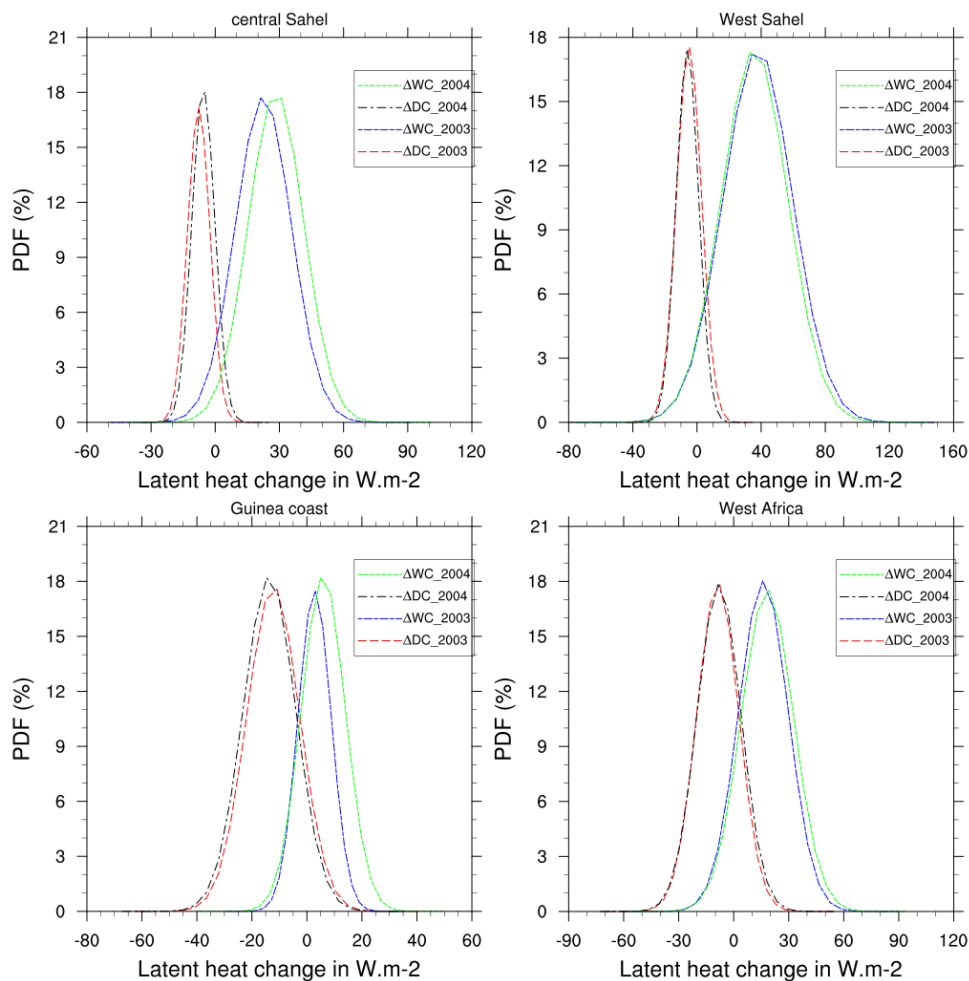 central Sahel
21
18
15
12
9
6
3
0
PDF (%)
-60 -30 0 30 60 90 120
Latent heat change in W.m-2
ΔWC_2004
ΔDC_2004
ΔWC_2003
ΔDC_2003
West Sahel
18
15
12
9
6
3
0
PDF (%)
-80 -40 0 40 80 120 160
Latent heat change in W.m-2
ΔWC_2004
ΔDC_2004
ΔWC_2003
ΔDC_2003
Guinea coast
21
18
15
12
9
6
3
0
PDF (%)
-80 -60 -40 -20 0 20 40 60
Latent heat change in W.m-2
ΔWC_2004
ΔDC_2004
ΔWC_2003
ΔDC_2003
West Africa
21
18
15
12
9
6
3
0
PDF (%)
-90 -60 -30 0 30 60 90 120
Latent heat change in W.m-2
ΔWC_2004
ΔDC_2004
ΔWC_2003
ΔDC_2003